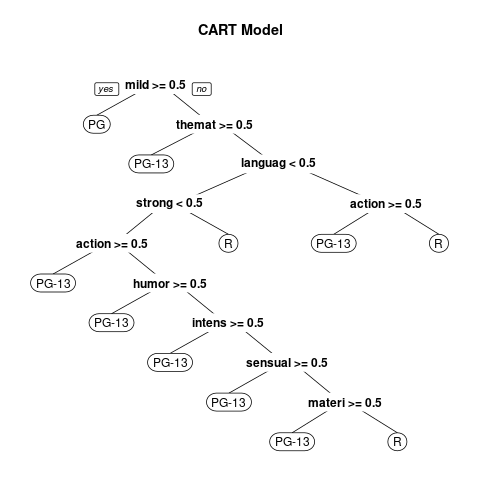 CART Model
yes mild >= 0.5 no
PG themat >= 0.5
PG-13 languag < 0.5
strong < 0.5 action >= 0.5
action >= 0.5 R PG-13 R
PG-13 humor >= 0.5
PG-13 intens >= 0.5
PG-13 sensual >= 0.5
PG-13 materi >= 0.5
PG-13 R